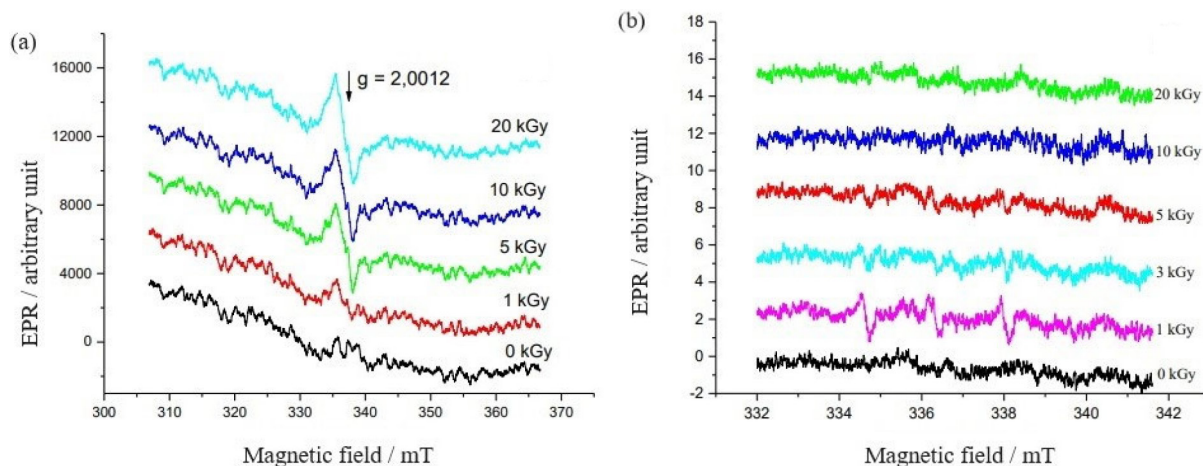 (a)
EPR / arbitrary unit
16000
12000
8000
4000
0
g = 2,0012
20 kGy
10 kGy
5 kGy
1 kGy
0 kGy
300 310 320 330 340 350 360 370
Magnetic field / mT
(b)
EPR / arbitrary unit
18
16
14
12
10
8
6
4
2
0
-2
20 kGy
10 kGy
5 kGy
3 kGy
1 kGy
0 kGy
332 334 336 338 340 342
Magnetic field / mT